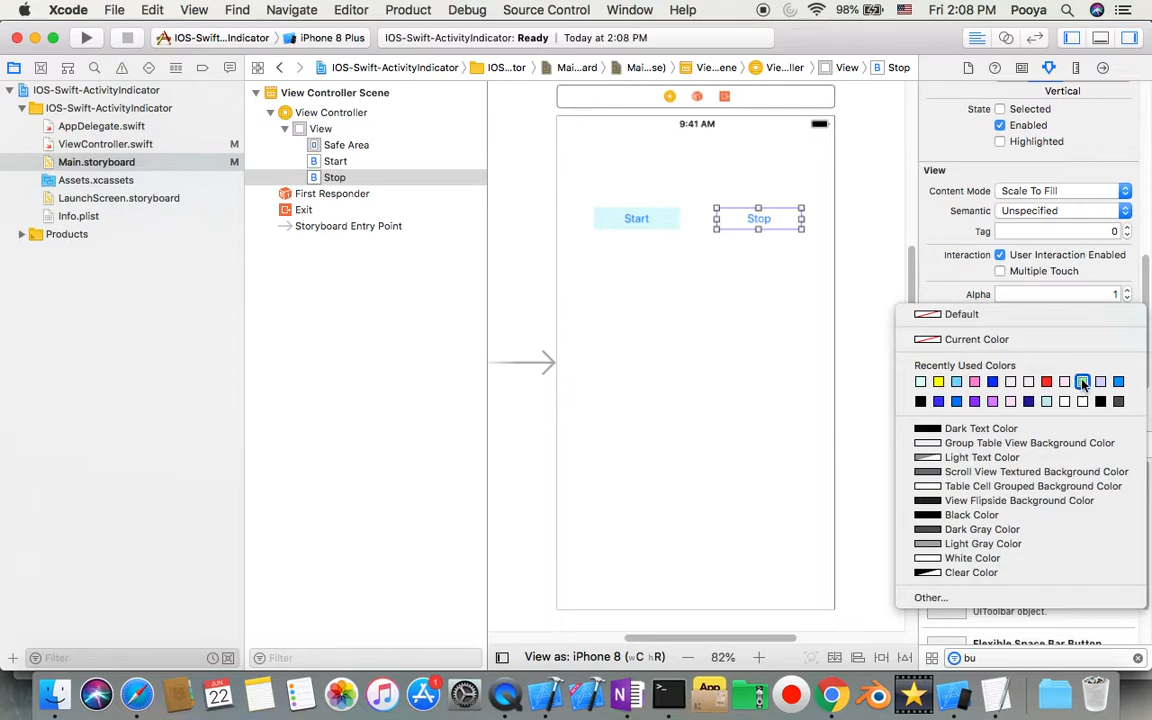 Xcode File Edit View Find Navigate Editor Product Debug Source Control Window Help 98% Fri 2:08 PM Pooya
IOS-Swift...Indicator iPhone 8 Plus IOS-Swift-ActivityIndicator: Ready Today at 2:08 PM
IOS-Swift-ActivityIndicator IOS...tor Mai...ard Mai...se) Vie...ene Vie...ller View B Stop
IOS-Swift-ActivityIndicator
IOS-Swift-ActivityIndicator
AppDelegate.swift
ViewController.swift M
Main.storyboard M
Assets.xcassets
LaunchScreen.storyboard
Info.plist
Products
View Controller Scene
View Controller
View
Safe Area
B Start
B Stop
First Responder
Exit
Storyboard Entry Point
9:41 AM
Start Stop
Vertical
State Selected
Enabled
Highlighted
View
Content Mode Scale To Fill
Semantic Unspecified
Tag 0
Interaction User Interaction Enabled
Multiple Touch
Alpha 1
Default
Current Color
Recently Used Colors
Dark Text Color
Group Table View Background Color
Light Text Color
Scroll View Textured Background Color
Table Cell Grouped Background Color
View Flipside Background Color
Black Color
Dark Gray Color
Light Gray Color
White Color
Clear Color
Other...
UIToolbar object.
Flexible Space Bar Button
Filter Filter View as: iPhone 8 (wC hR) 82% bu
JUN
22
1
N
App